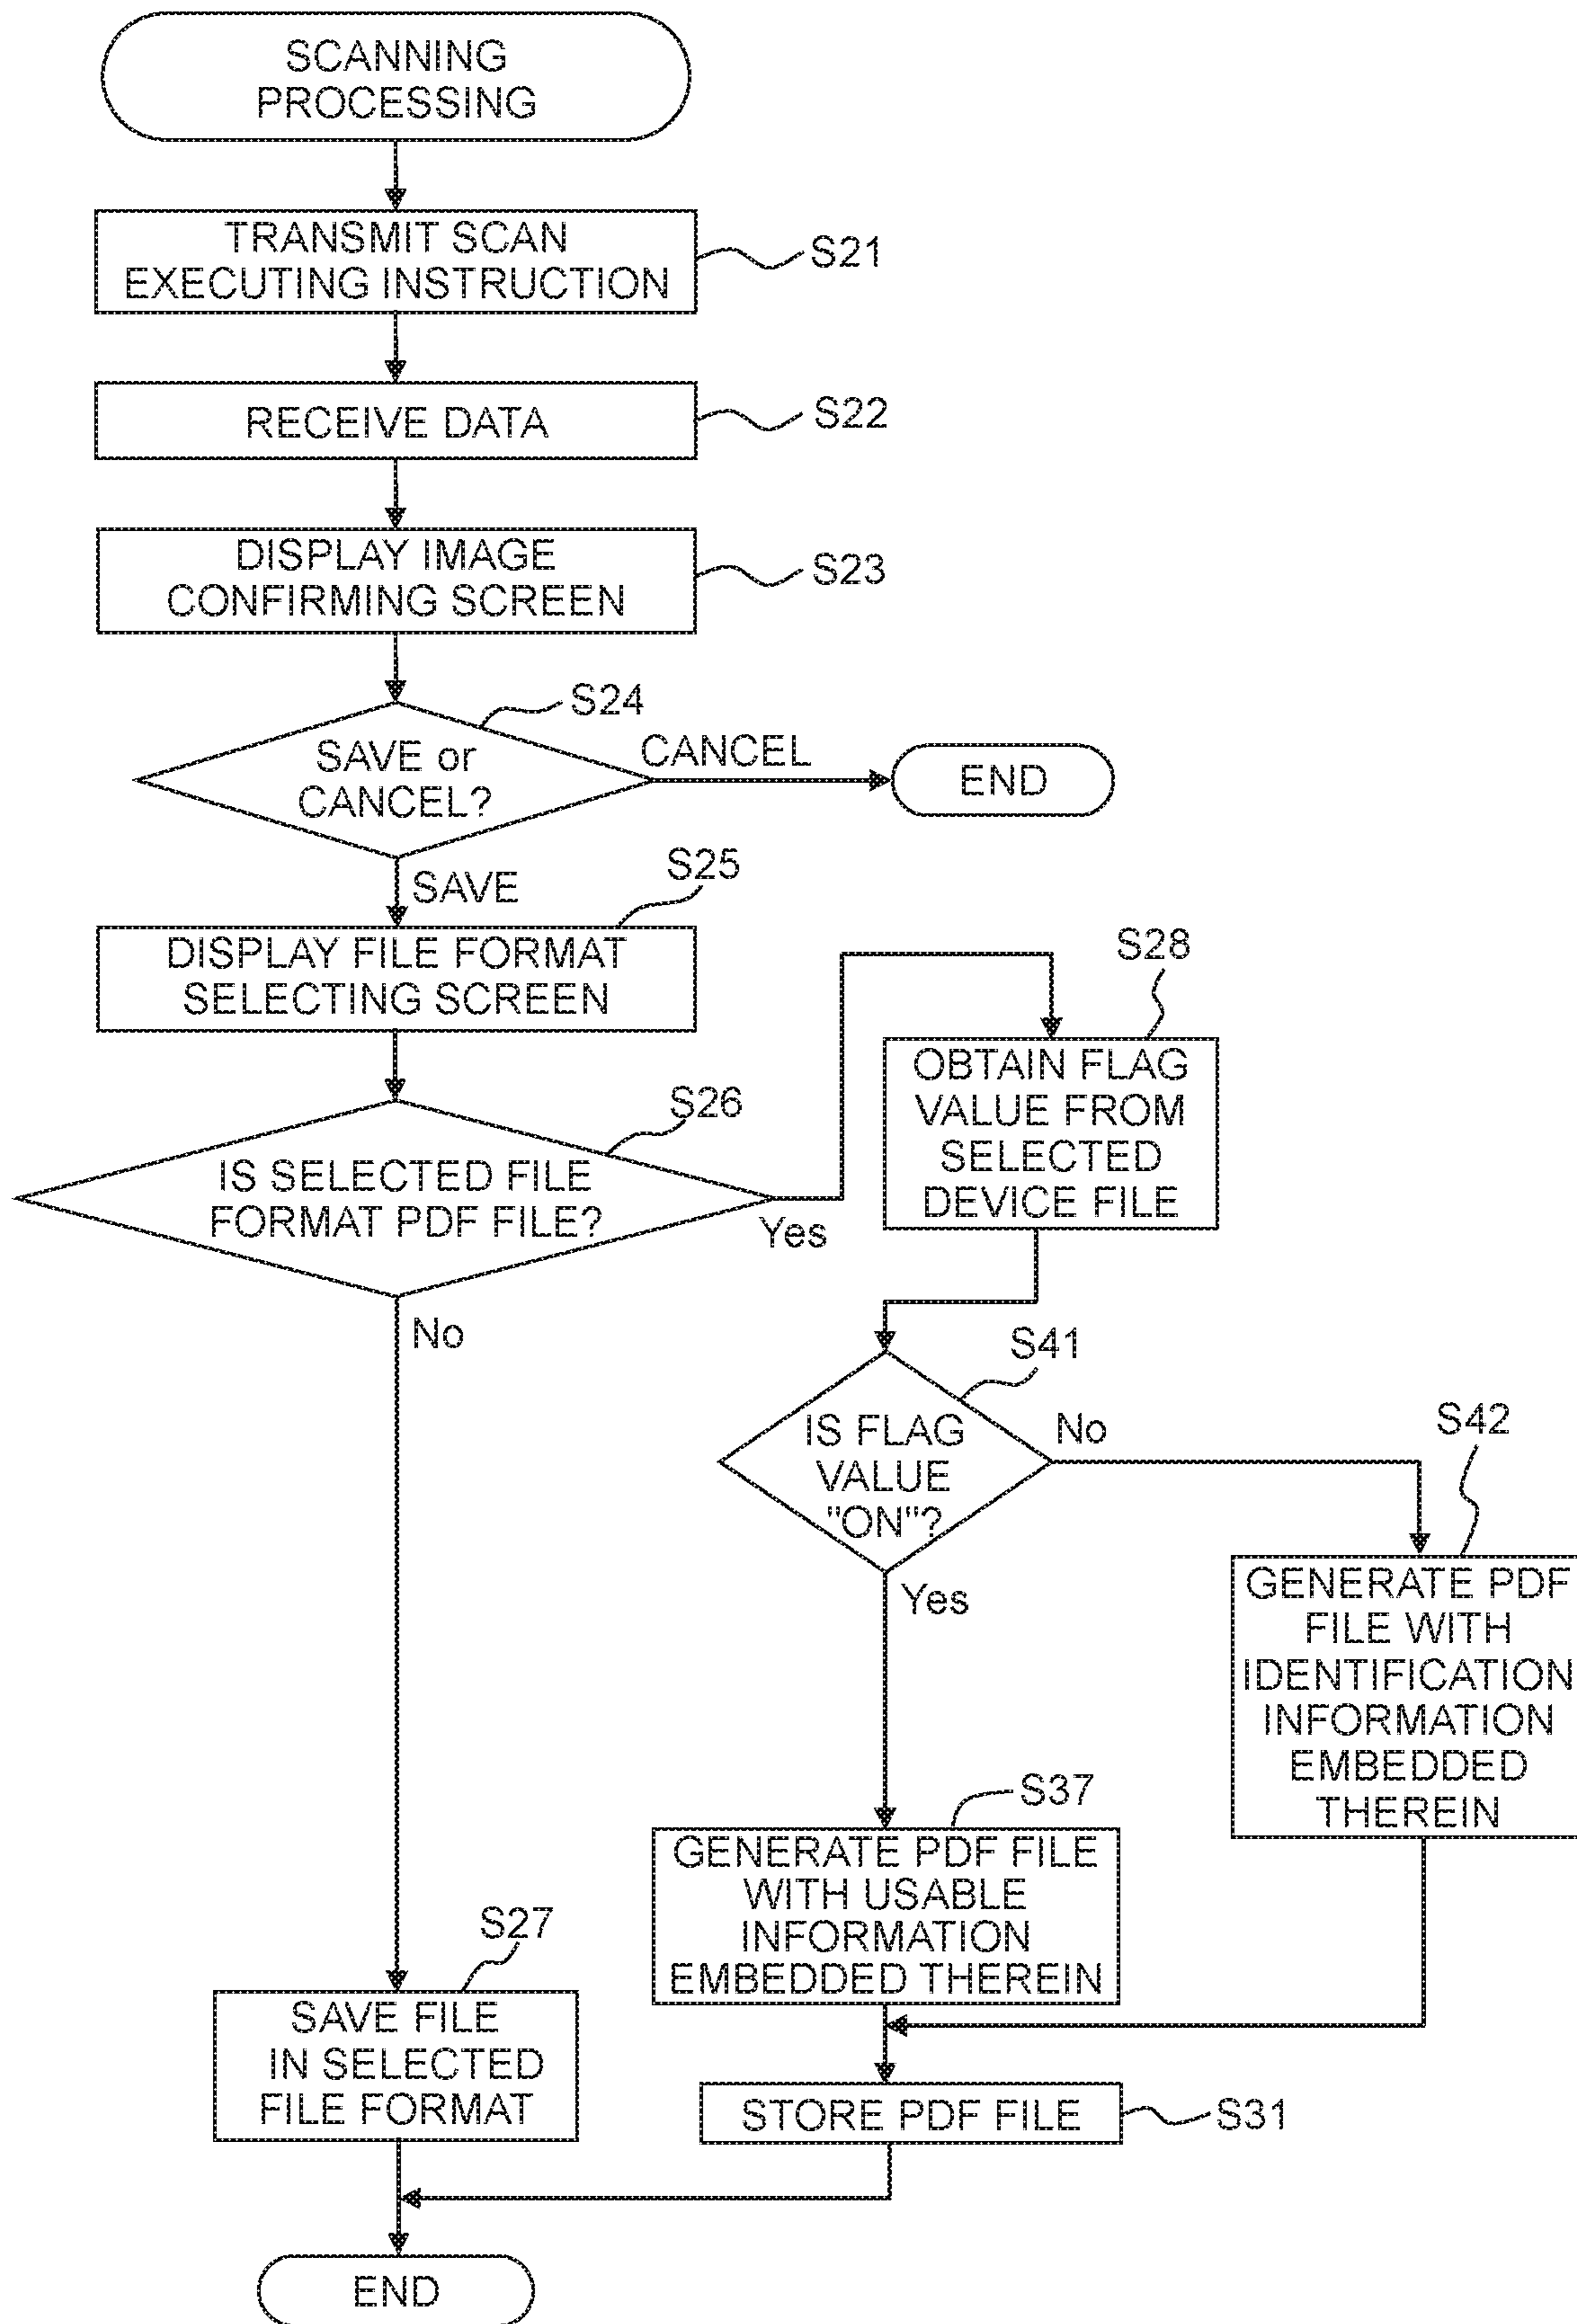 SCANNING
PROCESSING
TRANSMIT SCAN
EXECUTING INSTRUCTION
S21
RECEIVE DATA
S22
DISPLAY IMAGE
CONFIRMING SCREEN
S23
S24
SAVE or
CANCEL?
CANCEL
END
SAVE
S25
DISPLAY FILE FORMAT
SELECTING SCREEN
S26
IS SELECTED FILE
FORMAT PDF FILE?
Yes
No
S28
OBTAIN FLAG
VALUE FROM
SELECTED
DEVICE FILE
S41
IS FLAG
VALUE
"ON"?
No
Yes
S42
GENERATE PDF
FILE WITH
IDENTIFICATION
INFORMATION
EMBEDDED
THEREIN
S37
GENERATE PDF FILE
WITH USABLE
INFORMATION
EMBEDDED THEREIN
S27
SAVE FILE
IN SELECTED
FILE FORMAT
STORE PDF FILE
S31
END